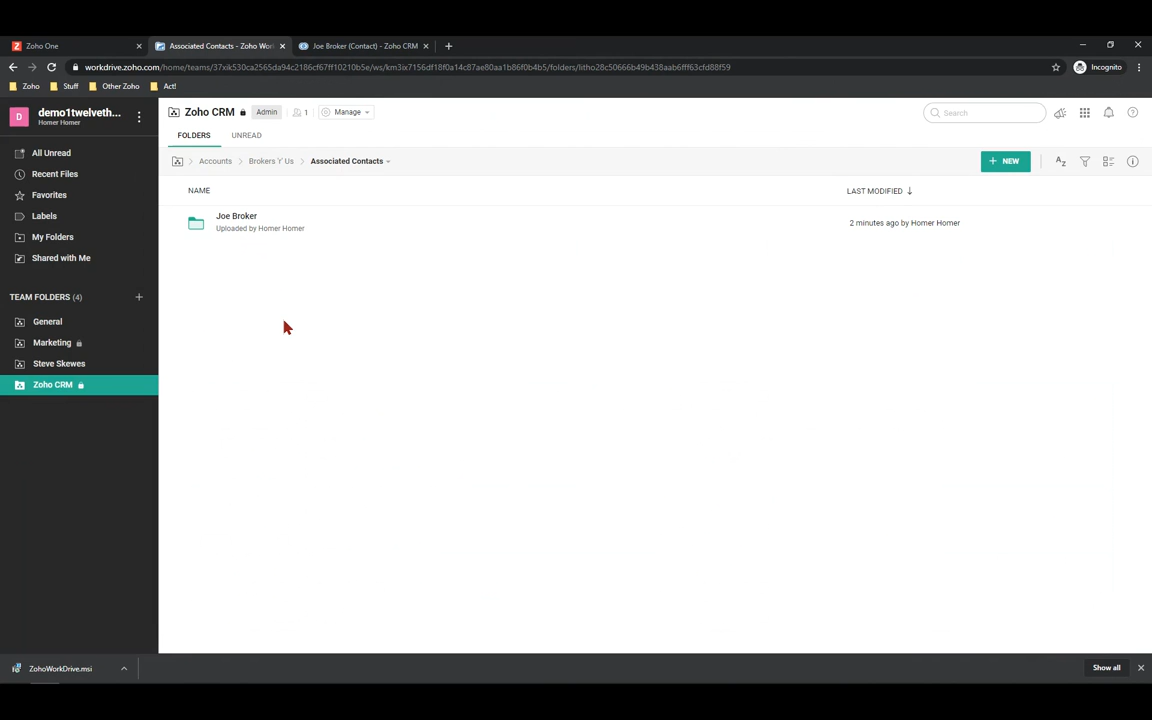 Zoho One
Associated Contacts - Zoho Wor
Joe Broker (Contact) - Zoho CRM
workdrive.zoho.com/home/teams/37xik530ca2565da94c2186cf67ff10210b5e/ws/km3ix7156df18f0a14c87ae80aa1b86f0b4b5/folders/litho28c50666b49b438aab6fff63cfd88f59
Incognito
Zoho
Stuff
Other Zoho
Act!
D
demo1twelveth...
Homer Homer
Zoho CRM
Admin
1
Manage
Search
FOLDERS
UNREAD
All Unread
Recent Files
Favorites
Labels
My Folders
Shared with Me
TEAM FOLDERS (4)
General
Marketing
Steve Skewes
Zoho CRM
Accounts
Brokers 'r' Us
Associated Contacts
+ NEW
NAME
LAST MODIFIED
Joe Broker
Uploaded by Homer Homer
2 minutes ago by Homer Homer
ZohoWorkDrive.msi
Show all